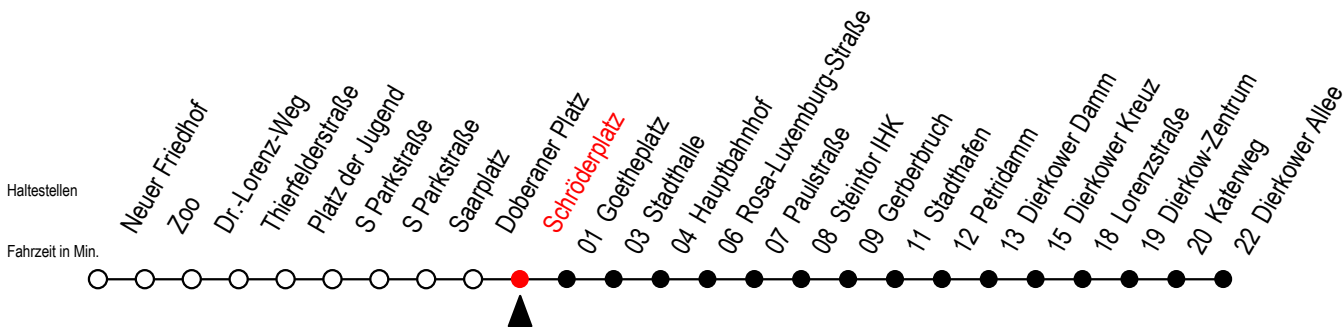 Haltestellen
Fahrzeit in Min.
Neuer Friedhof
Zoo
Dr.-Lorenz-Weg
Thierfelderstraße
Platz der Jugend
S Parkstraße
S Parkstraße
Saarplatz
Doberaner Platz
Schröderplatz
01 Goetheplatz
03 Stadthalle
04 Hauptbahnhof
06 Rosa-Luxemburg-Straße
07 Paulstraße
08 Steintor IHK
09 Gerberbruch
11 Stadthafen
12 Petridamm
13 Dierkower Damm
15 Dierkower Kreuz
18 Lorenzstraße
19 Dierkow-Zentrum
20 Katerweg
22 Dierkower Allee